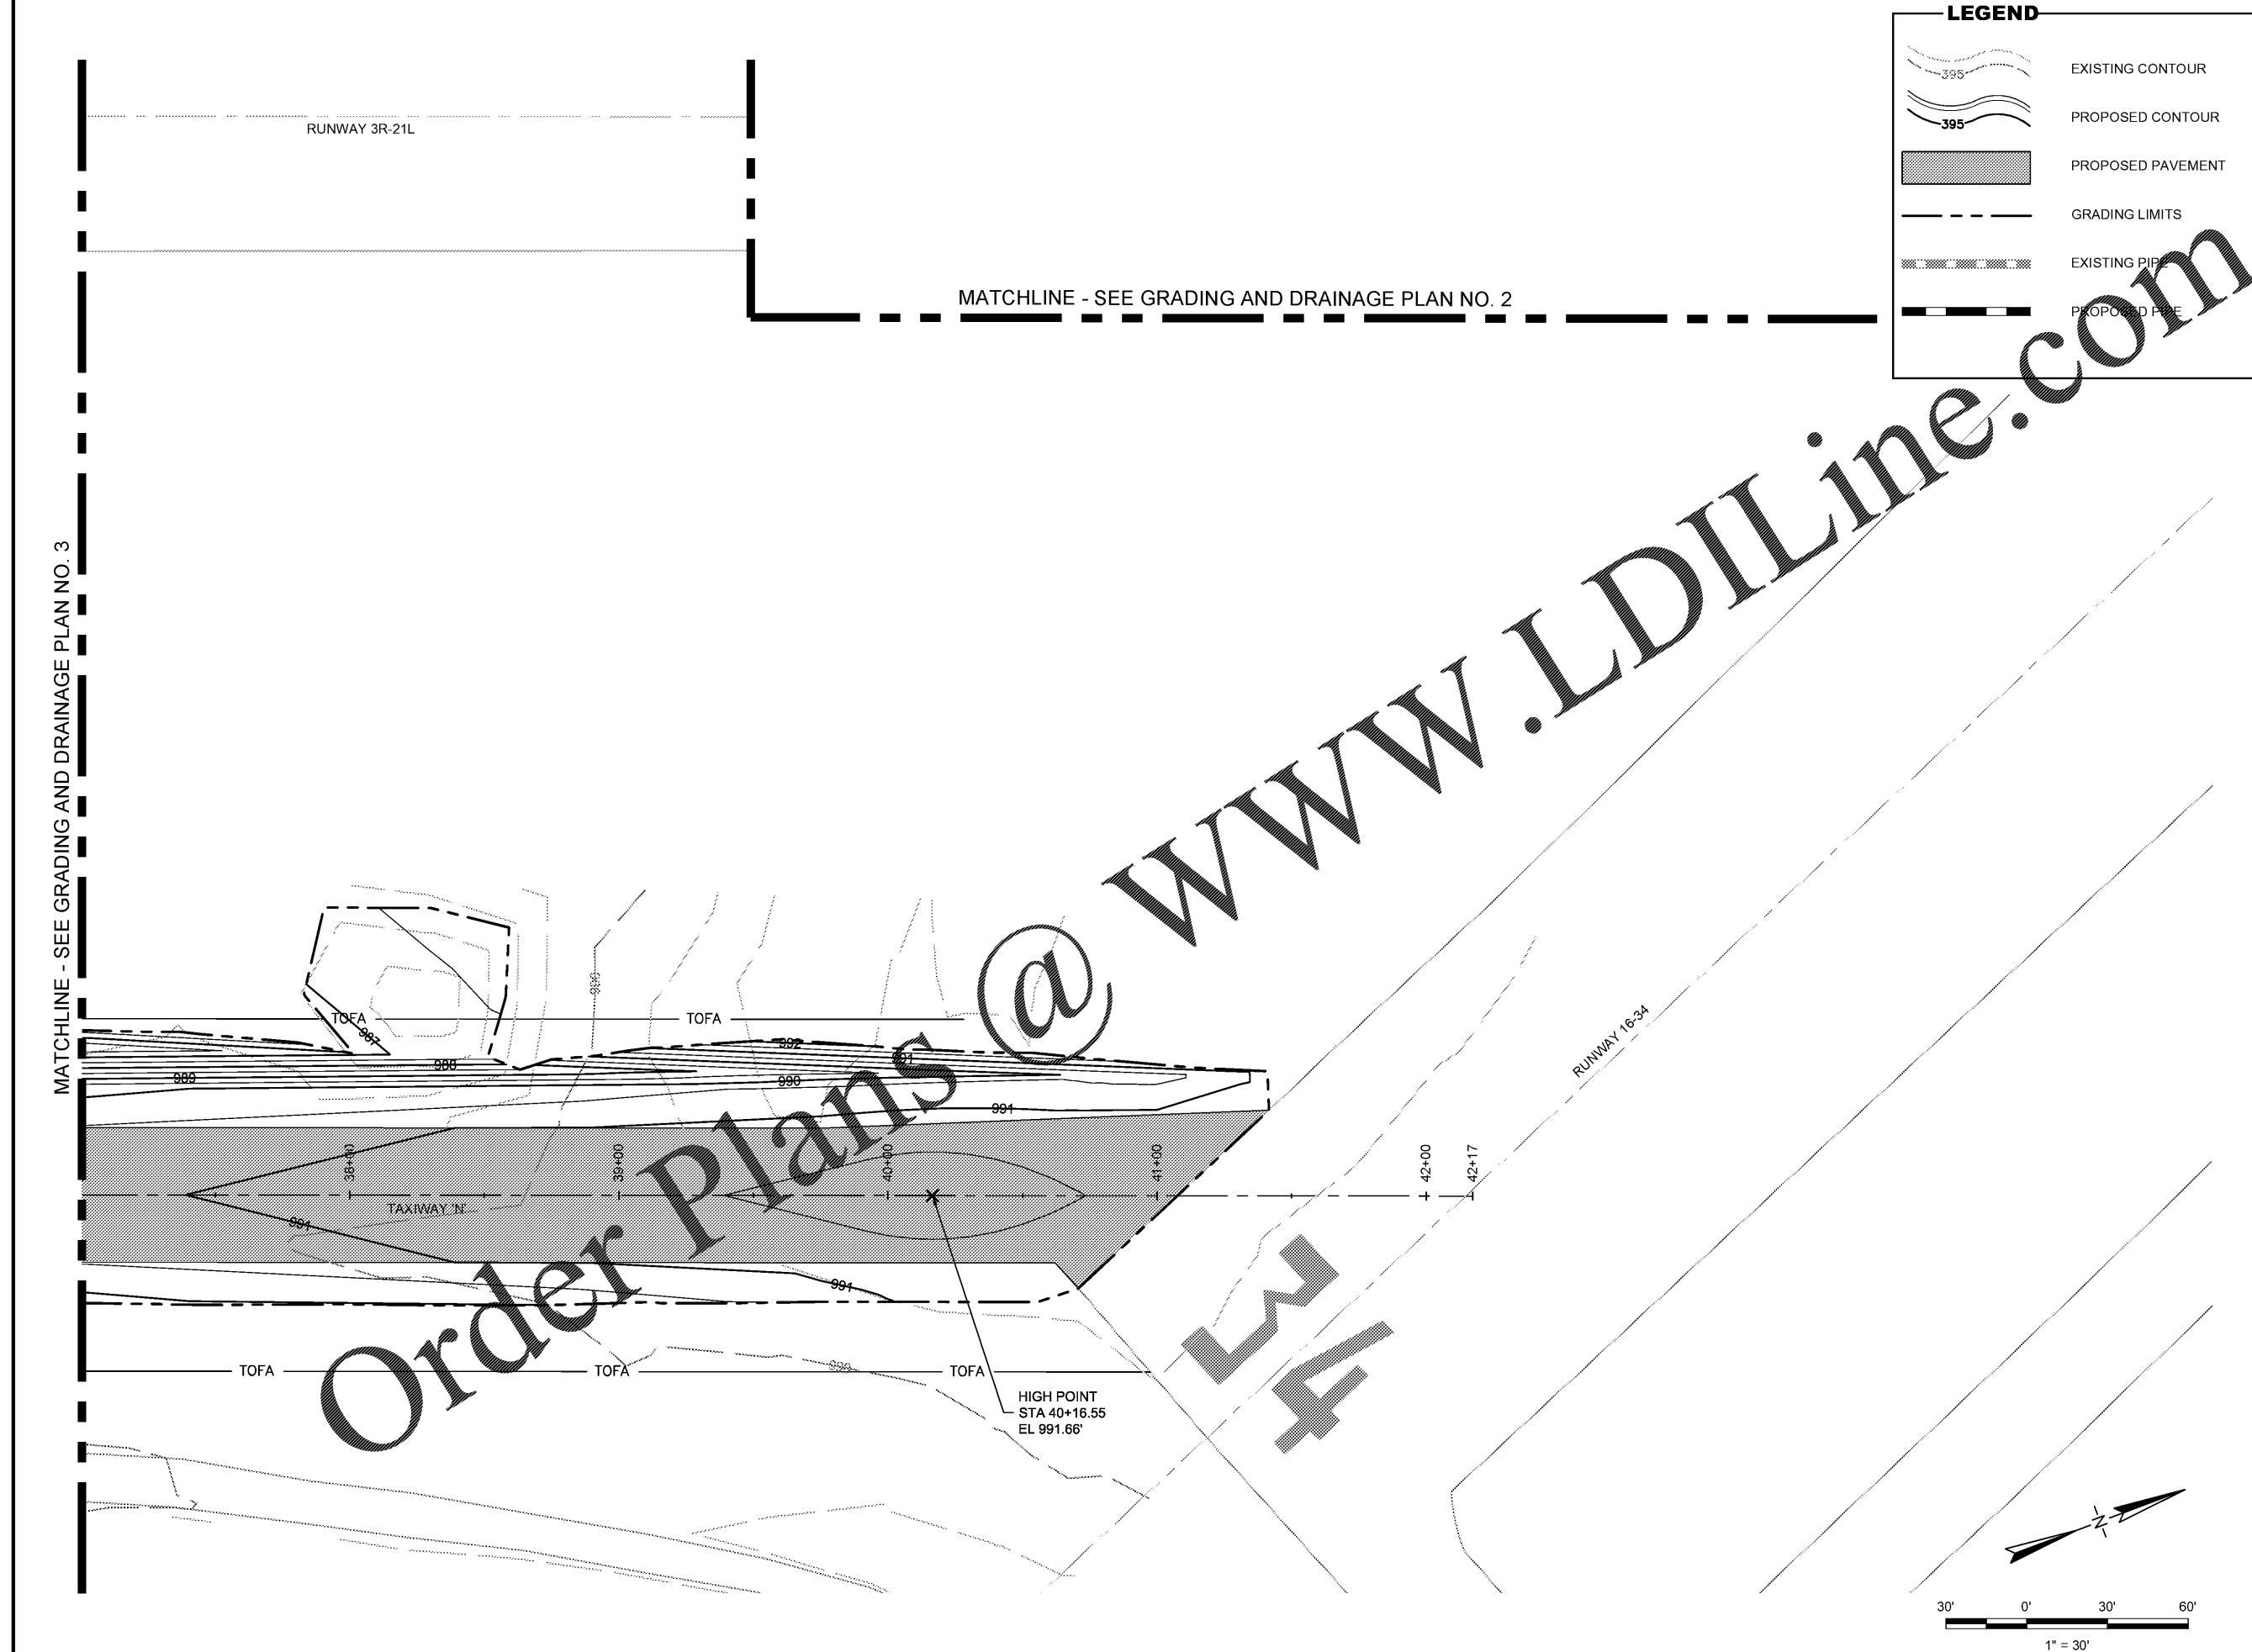 LEGEND
EXISTING CONTOUR
395
PROPOSED CONTOUR
395
PROPOSED PAVEMENT
GRADING LIMITS
EXISTING PIPE
PROPOSED PIPE
RUNWAY 3R-21L
MATCHLINE - SEE GRADING AND DRAINAGE PLAN NO. 2
MATCHLINE - SEE GRADING AND DRAINAGE PLAN NO. 3
Order Plans @ WWW.LDILine.com
RUNWAY 16-34
990
TOFA
TOFA
987
992
991
988
989
990
991
38+00
39+00
40+00
41+00
42+00
42+17
TAXIWAY 'N'
991
991
34
990
TOFA
TOFA
TOFA
HIGH POINT
STA 40+16.55
EL 991.66'
N
30'
0'
30'
60'
1" = 30'